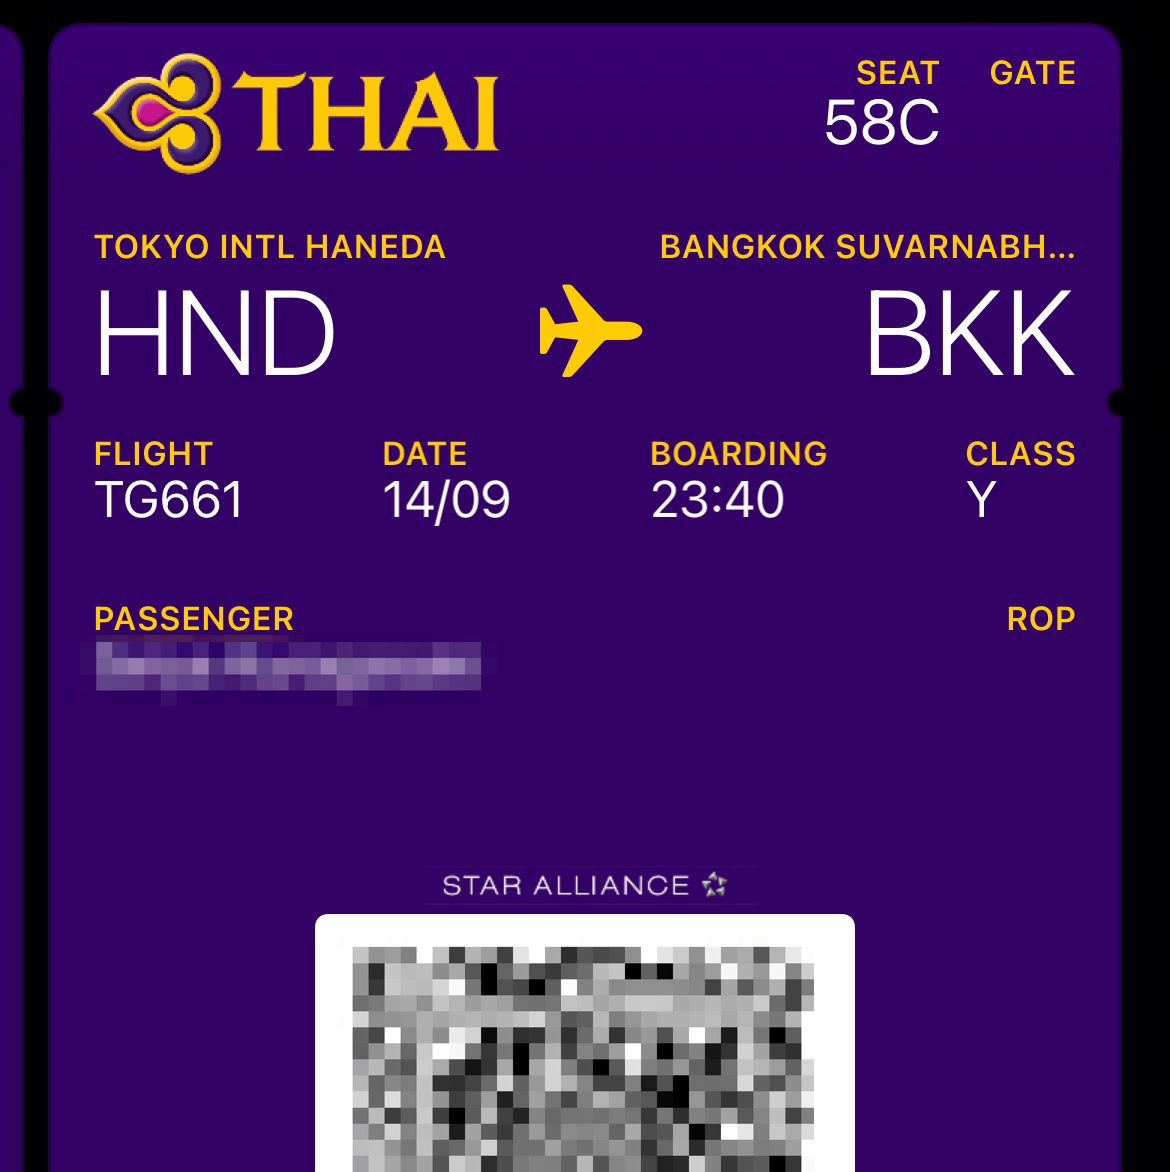 THAI
SEAT GATE
58C
TOKYO INTL HANEDA BANGKOK SUVARNABH...
HND BKK
FLIGHT DATE BOARDING CLASS
TG661 14/09 23:40 Y
PASSENGER ROP
STAR ALLIANCE